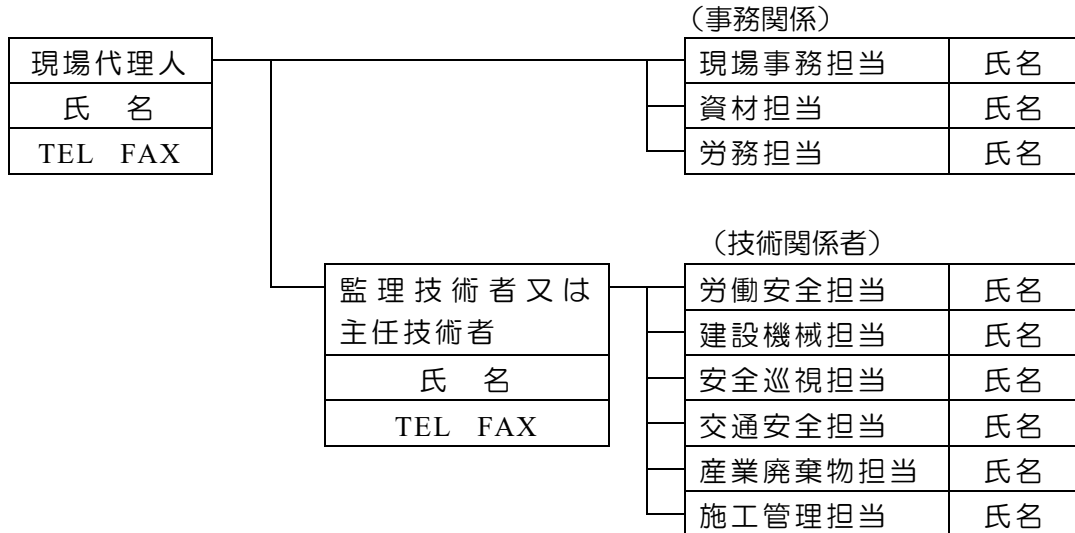 （事務関係）
現場代理人
氏　名
TEL　FAX
現場事務担当　氏名
資材担当　氏名
労務担当　氏名
（技術関係者）
監理技術者又は
主任技術者
氏　名
TEL　FAX
労働安全担当　氏名
建設機械担当　氏名
安全巡視担当　氏名
交通安全担当　氏名
産業廃棄物担当　氏名
施工管理担当　氏名